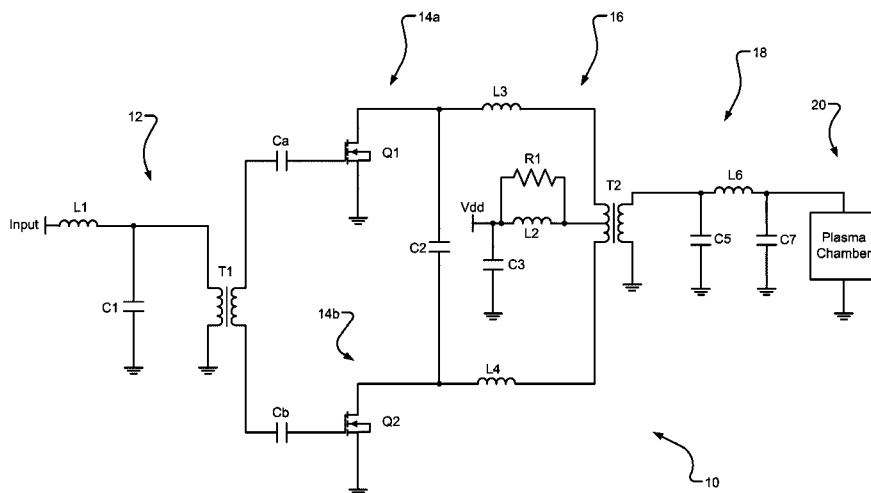 14a
16
18
20
12
L3
Ca
Q1
R1
L6
L1
Input
Vdd
T2
T1
L2
C2
C3
C5
C7
Plasma
Chamber
C1
14b
L4
Cb
Q2
10